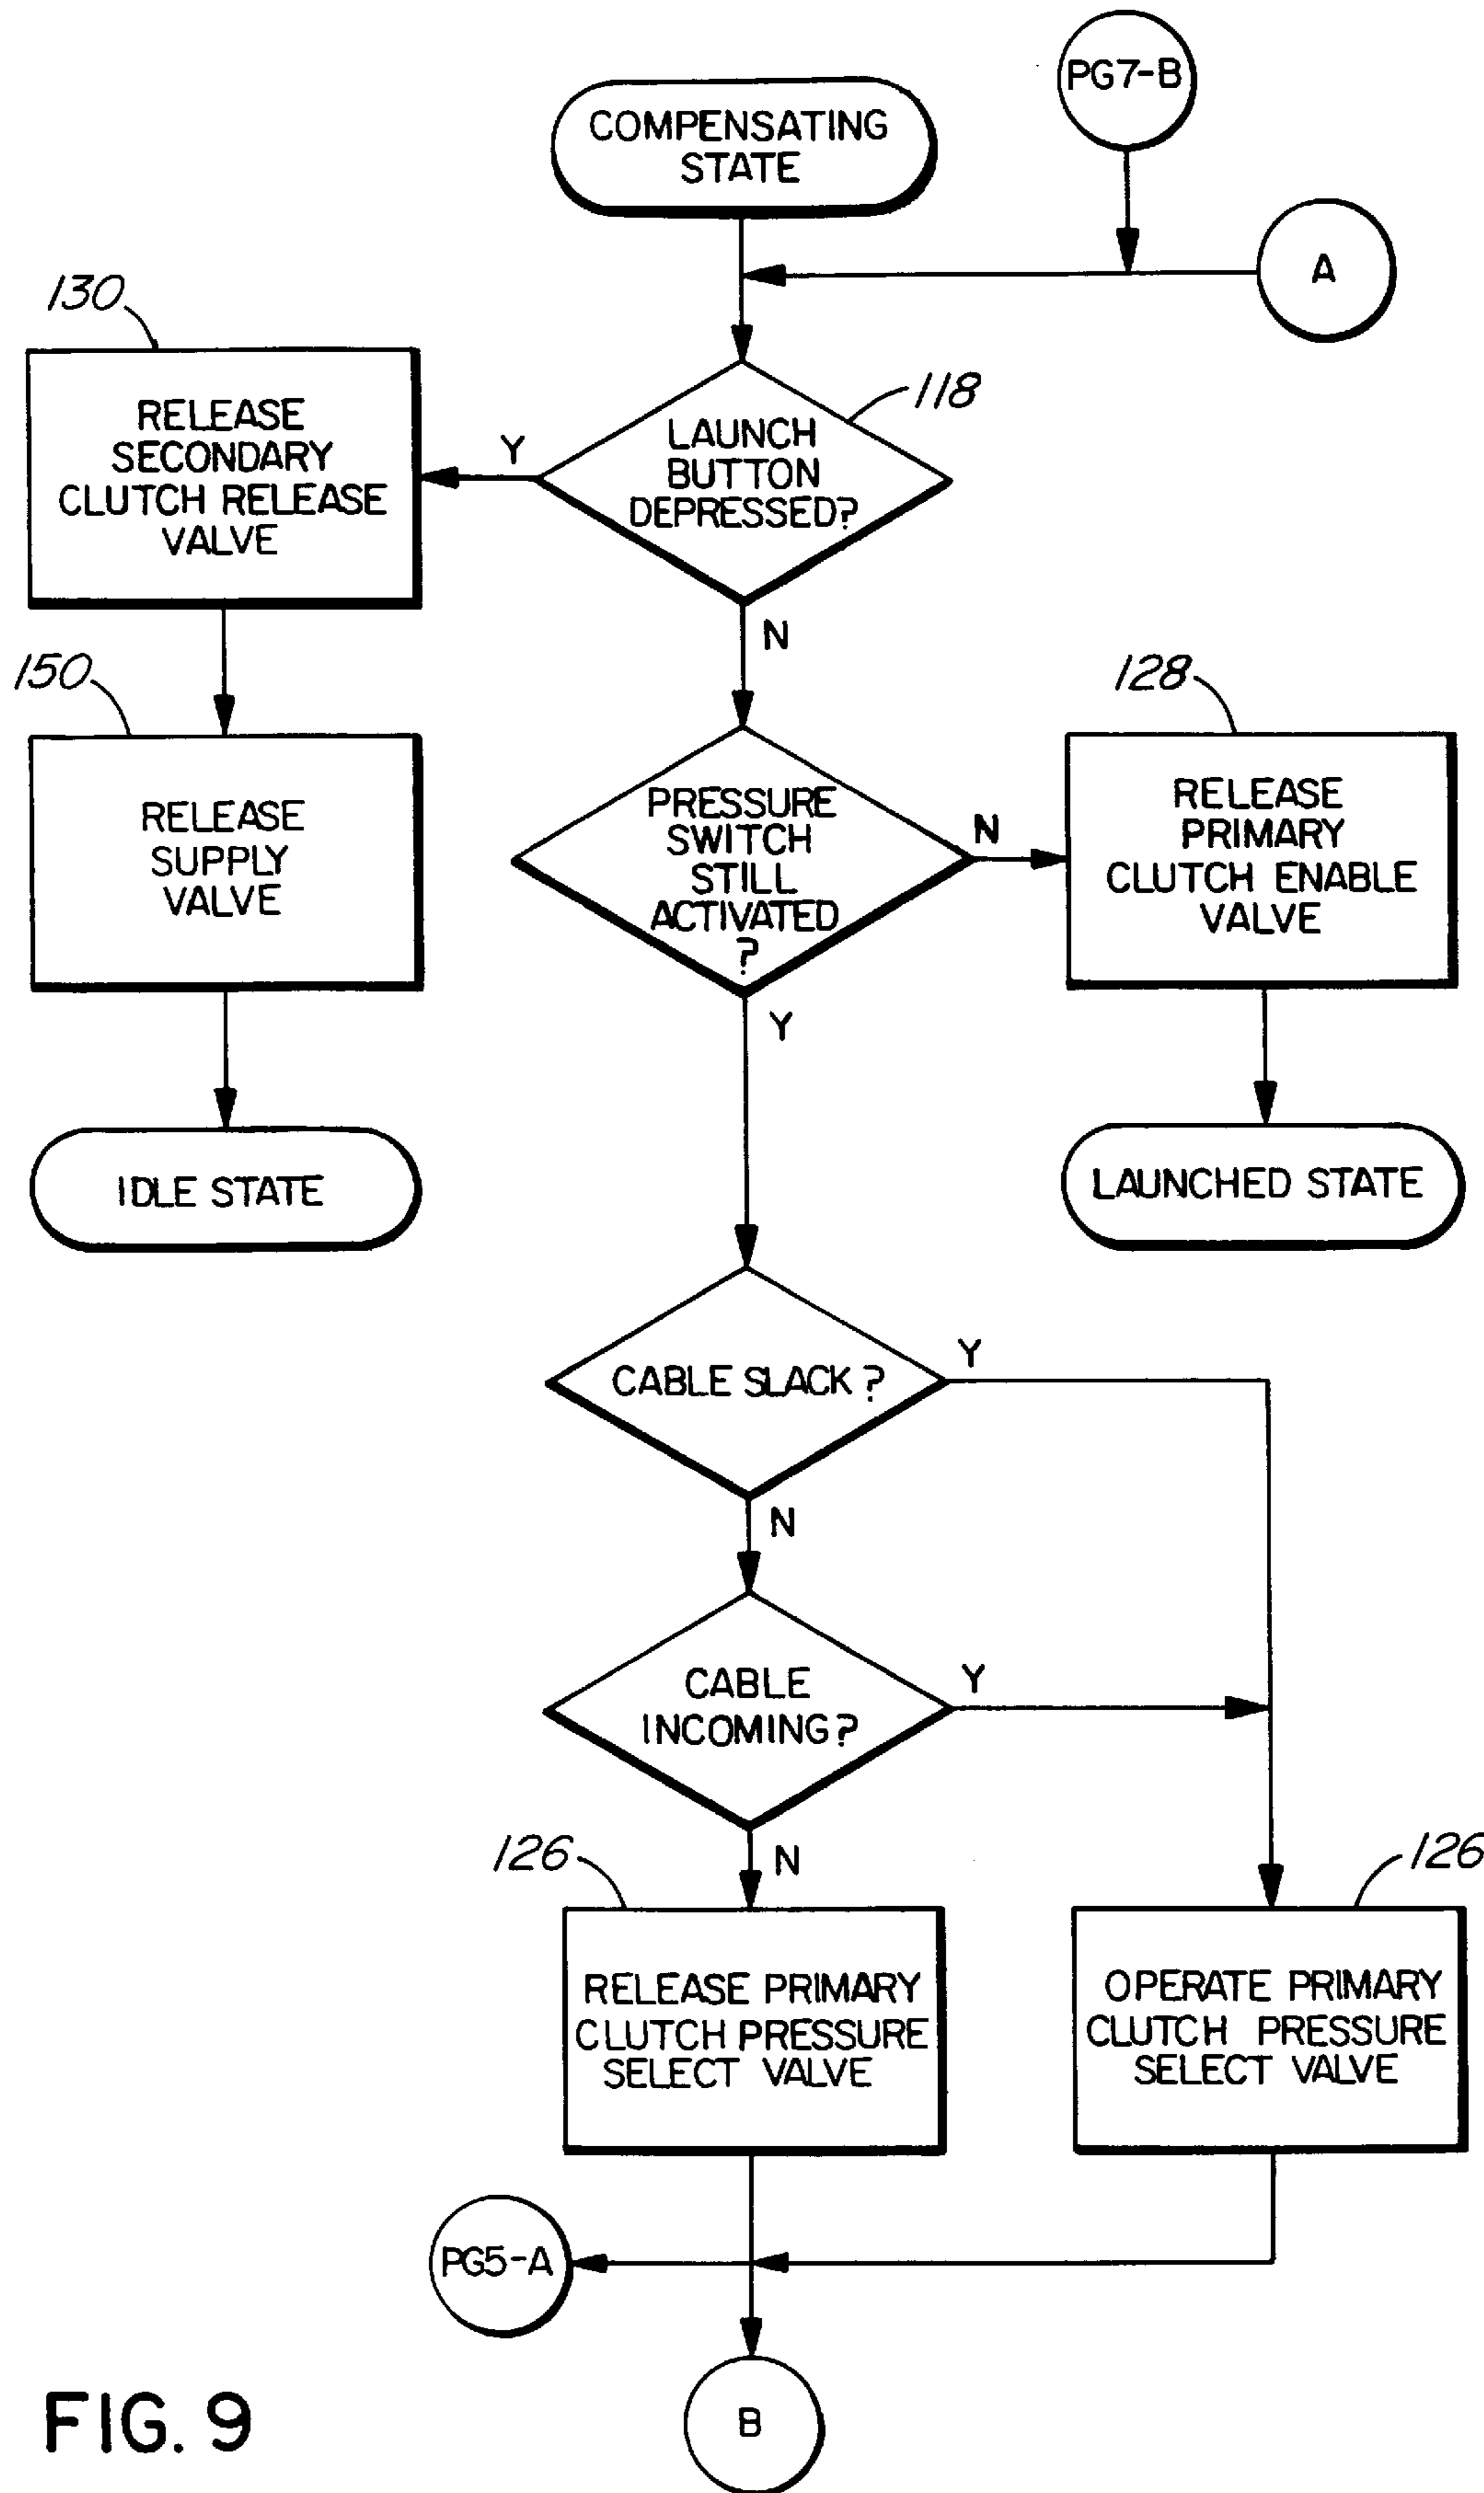 PG7-B
COMPENSATING
STATE
A
130
RELEASE
SECONDARY
CLUTCH RELEASE
VALVE
Y
118
LAUNCH
BUTTON
DEPRESSED?
N
150
RELEASE
SUPPLY
VALVE
PRESSURE
SWITCH
STILL
ACTIVATED
?
N
128
RELEASE
PRIMARY
CLUTCH ENABLE
VALVE
Y
IDLE STATE
LAUNCHED STATE
CABLE SLACK ?
Y
N
CABLE
INCOMING?
Y
N
126
RELEASE PRIMARY
CLUTCH PRESSURE
SELECT VALVE
126
OPERATE PRIMARY
CLUTCH PRESSURE
SELECT VALVE
PG5-A
B
FIG. 9